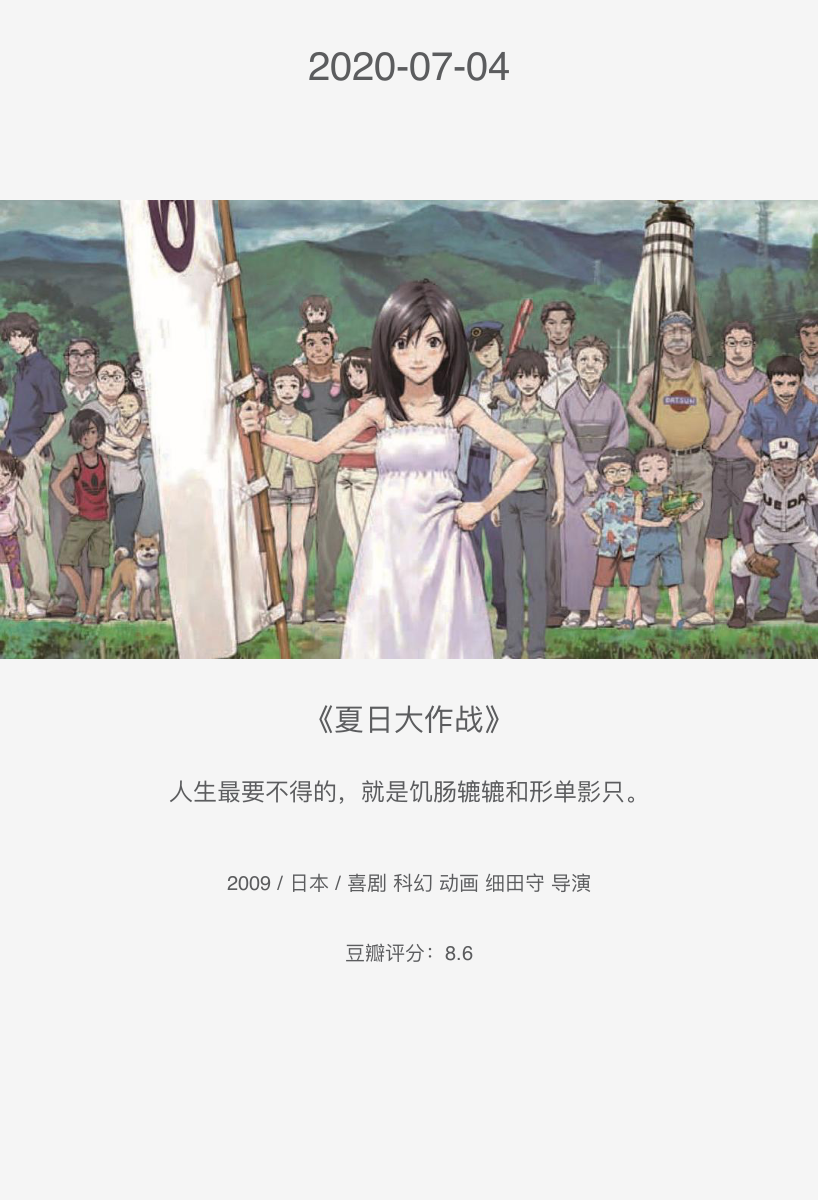 2020-07-04
DATSUN
U
UEDA
《夏日大作战》
人生最要不得的，就是饥肠辘辘和形单影只。
2009 / 日本 / 喜剧 科幻 动画 细田守 导演
豆瓣评分：8.6